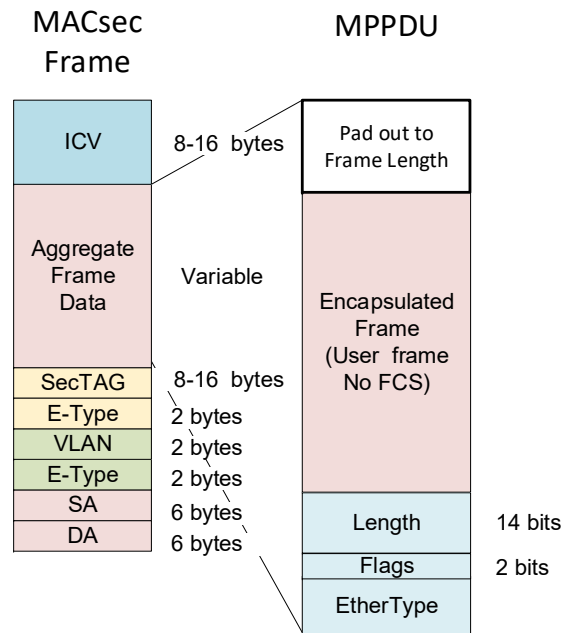 MACsec
Frame
MPPDU
ICV
8-16 bytes
Pad out to
Frame Length
Aggregate
Frame
Data
Variable
Encapsulated
Frame
(User frame
No FCS)
SecTAG
8-16 bytes
E-Type
2 bytes
VLAN
2 bytes
E-Type
2 bytes
SA
6 bytes
DA
6 bytes
Length
14 bits
Flags
2 bits
EtherType